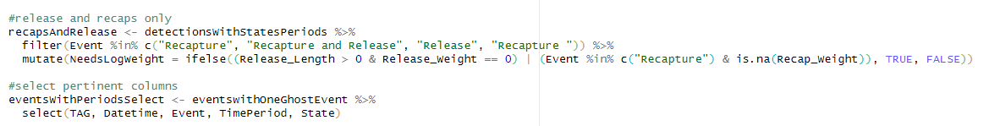 #release and recaps only
recapsAndRelease <- detectionsWithStatesPeriods %>%
  filter(Event %in% c("Recapture", "Recapture and Release", "Release", "Recapture ")) %>%
  mutate(NeedsLogWeight = ifelse((Release_Length > 0 & Release_Weight == 0) | (Event %in% c("Recapture") & is.na(Recap_Weight)), TRUE, FALSE))
#select pertinent columns
eventsWithPeriodsSelect <- eventswithOneGhostEvent %>%
  select(TAG, Datetime, Event, TimePeriod, State)